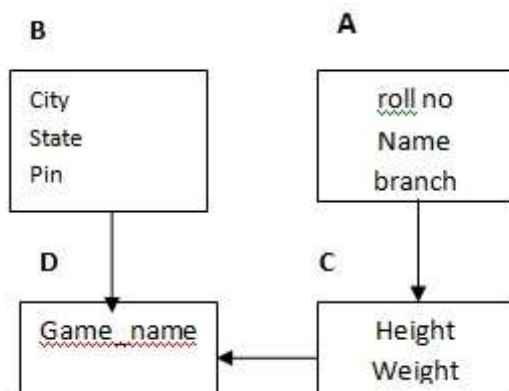 B
City
State
Pin
A
roll no
Name
branch
D
Game_name
C
Height
Weight